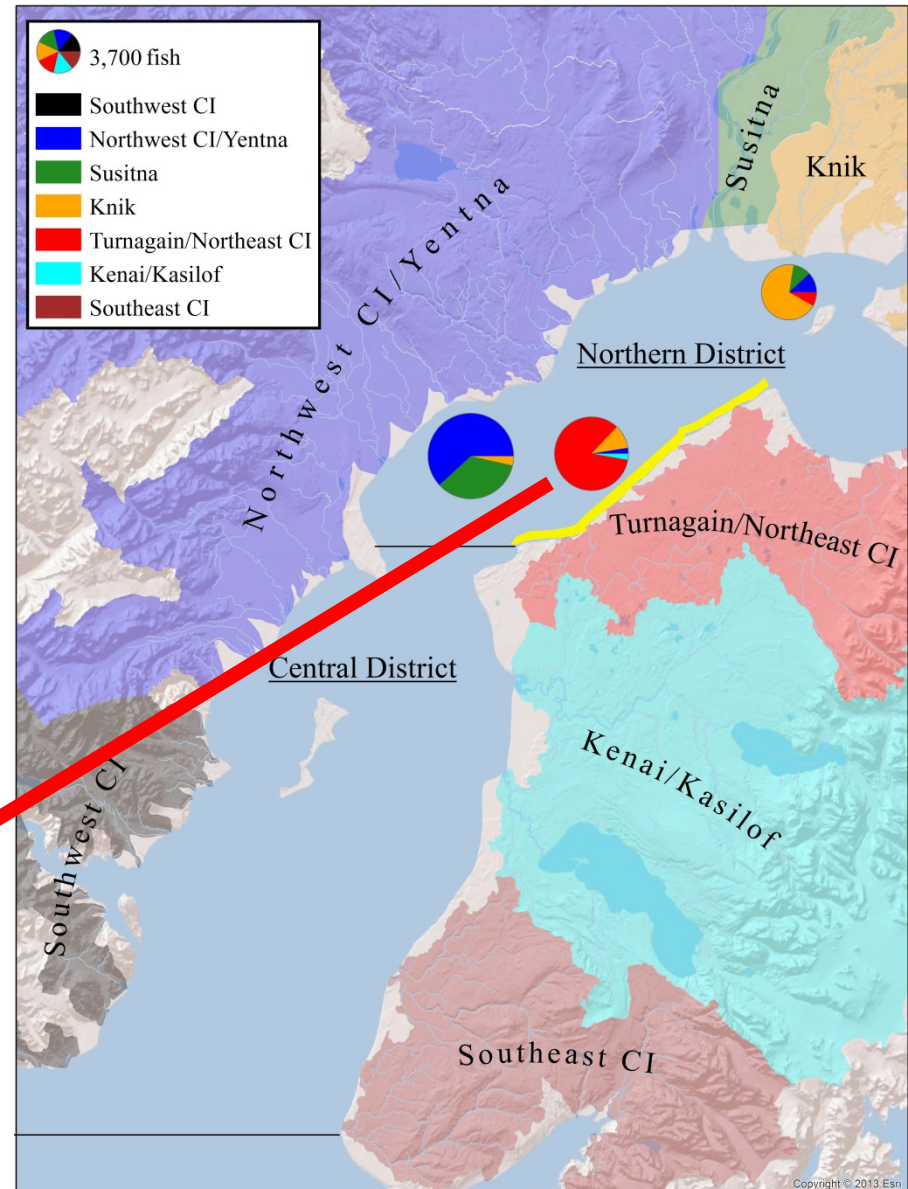 3,700 fish
Southwest CI
Northwest CI/Yentna
Susitna
Knik
Turnagain/Northeast CI
Kenai/Kasilof
Southeast CI
Susitna
Knik
Northwest CI/Yentna
Northern District
Turnagain/Northeast CI
Central District
Kenai/Kasilof
Southwest CI
Southeast CI
Copyright © 2013 Esri